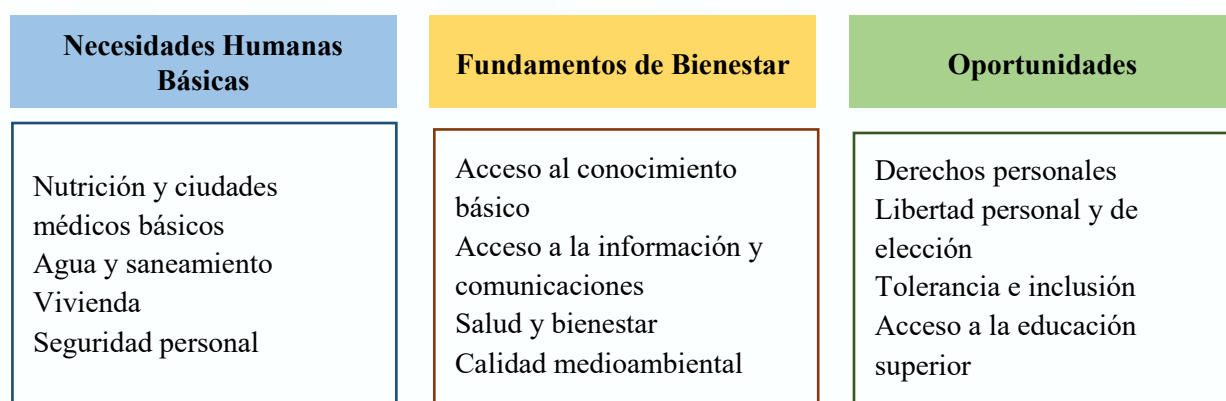 Necesidades Humanas
Básicas
Nutrición y ciudades
médicos básicos
Agua y saneamiento
Vivienda
Seguridad personal
Fundamentos de Bienestar
Acceso al conocimiento
básico
Acceso a la información y
comunicaciones
Salud y bienestar
Calidad medioambiental
Oportunidades
Derechos personales
Libertad personal y de
elección
Tolerancia e inclusión
Acceso a la educación
superior